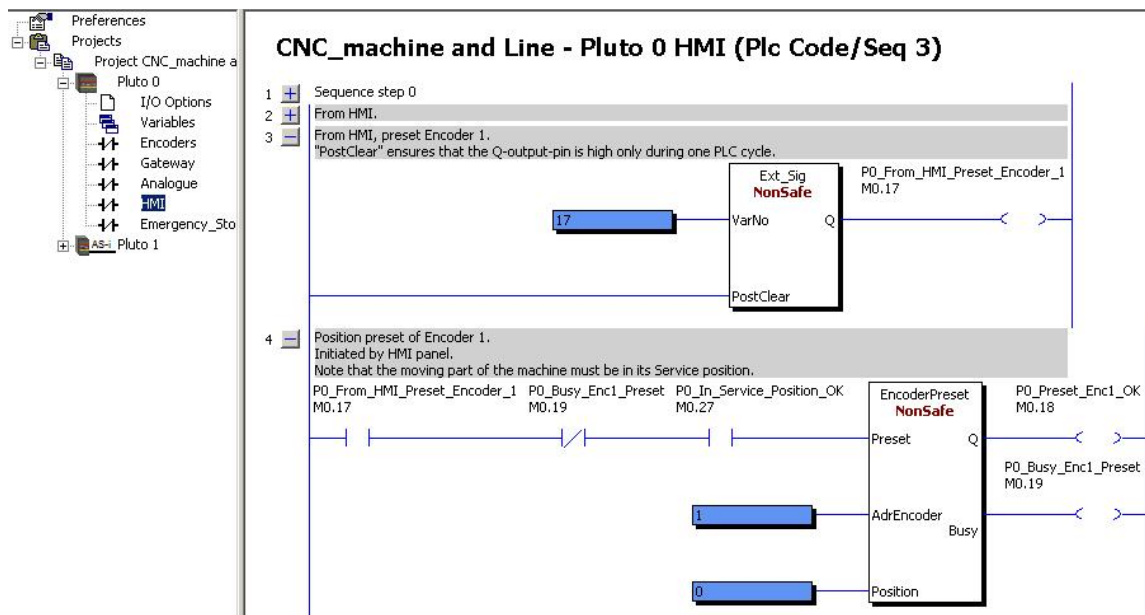 Preferences
Projects
Project CNC_machine a
Pluto 0
I/O Options
Variables
Encoders
Gateway
Analogue
HMI
Emergency_Sto
AS-i Pluto 1
CNC_machine and Line - Pluto 0 HMI (Plc Code/Seq 3)
1 Sequence step 0
2 From HMI.
3 From HMI, preset Encoder 1.
"PostClear" ensures that the Q-output-pin is high only during one PLC cycle.
Ext_Sig
NonSafe
P0_From_HMI_Preset_Encoder_1
M0.17
17
VarNo Q
PostClear
4 Position preset of Encoder 1.
Initiated by HMI panel.
Note that the moving part of the machine must be in its Service position.
P0_From_HMI_Preset_Encoder_1 P0_Busy_Enc1_Preset P0_In_Service_Position_OK
M0.17 M0.19 M0.27
EncoderPreset
NonSafe
P0_Preset_Enc1_OK
M0.18
Preset Q
P0_Busy_Enc1_Preset
M0.19
1
AdrEncoder
Busy
0
Position